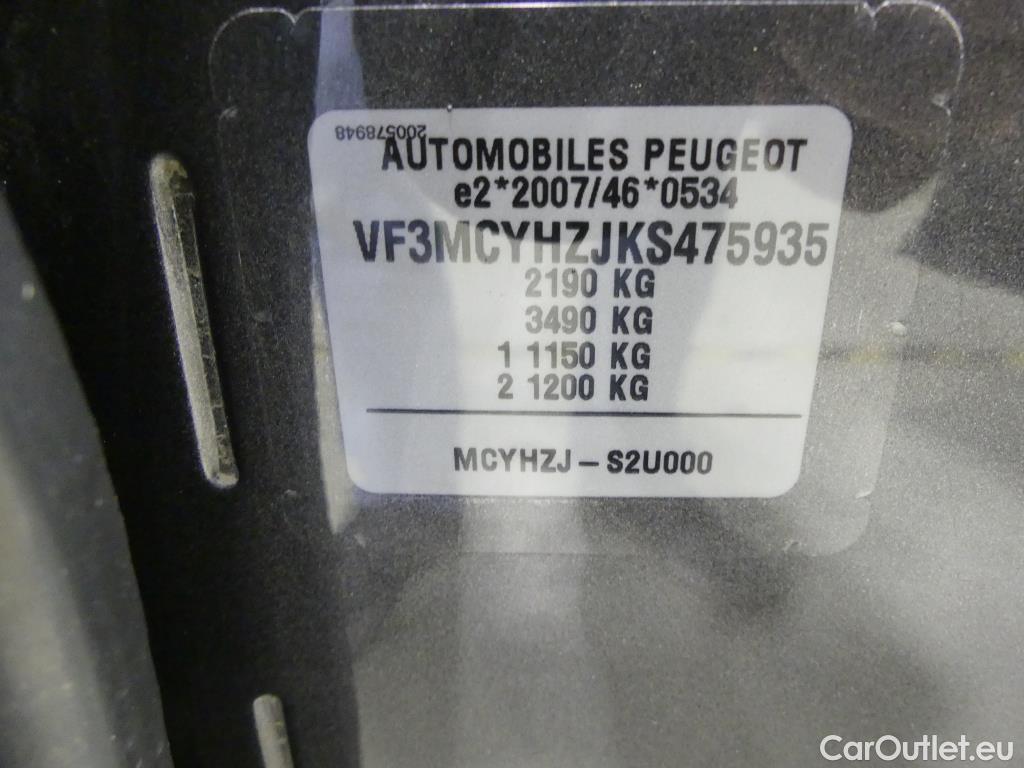 200578948
AUTOMOBILES PEUGEOT
e2*2007/46*0534
VF3MCYHZJKS475935
2190 KG
3490 KG
1 1150 KG
2 1200 KG
MCYHZJ – S2U000
CarOutlet.eu